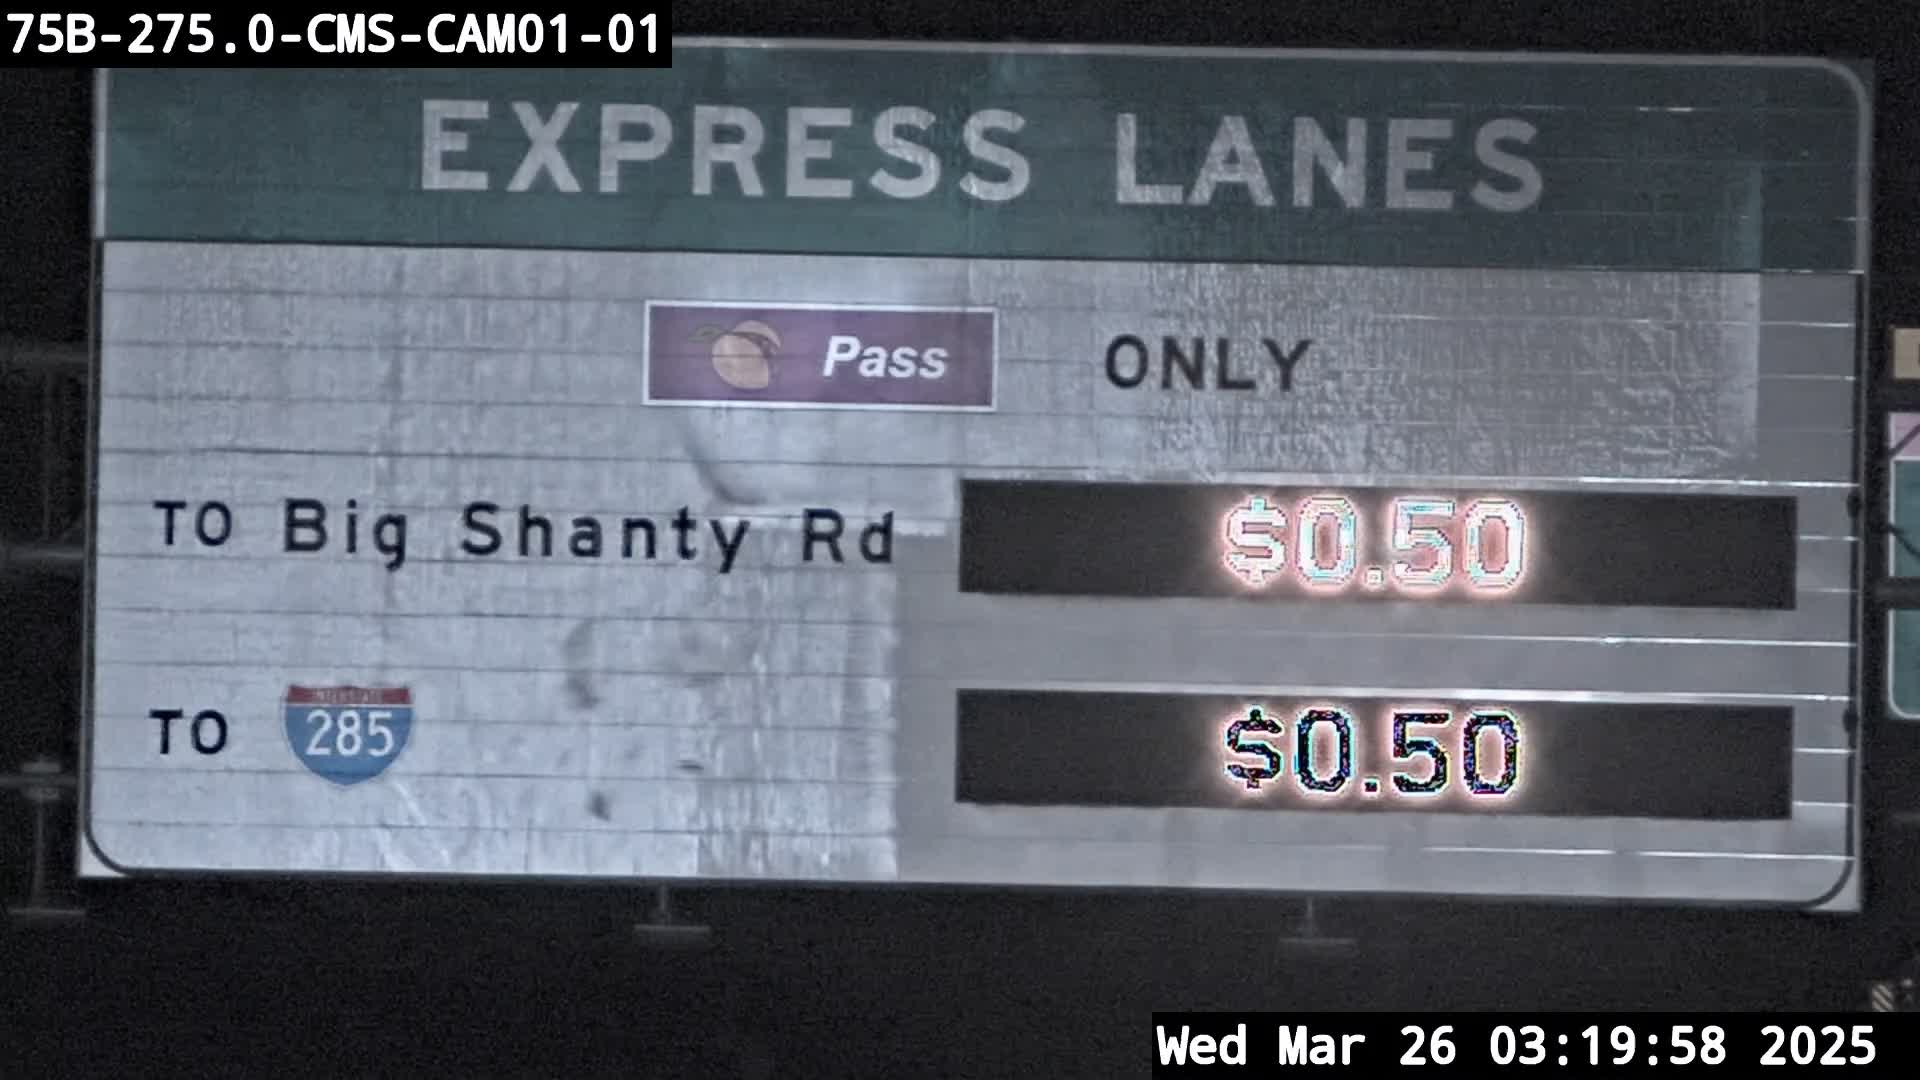 75B-275.0-CMS-CAM01-01
EXPRESS LANES
Pass ONLY
TO Big Shanty Rd $0.50
INTERSTATE
TO 285 $0.50
Wed Mar 26 03:19:58 2025